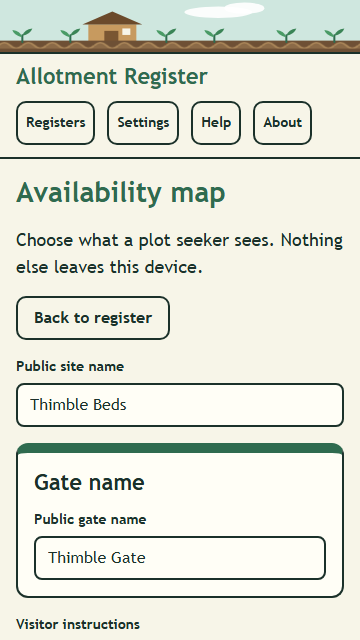 Allotment Register
Registers
Settings
Help
About
Availability map
Choose what a plot seeker sees. Nothing
else leaves this device.
Back to register
Public site name
Thimble Beds
Gate name
Public gate name
Thimble Gate
Visitor instructions